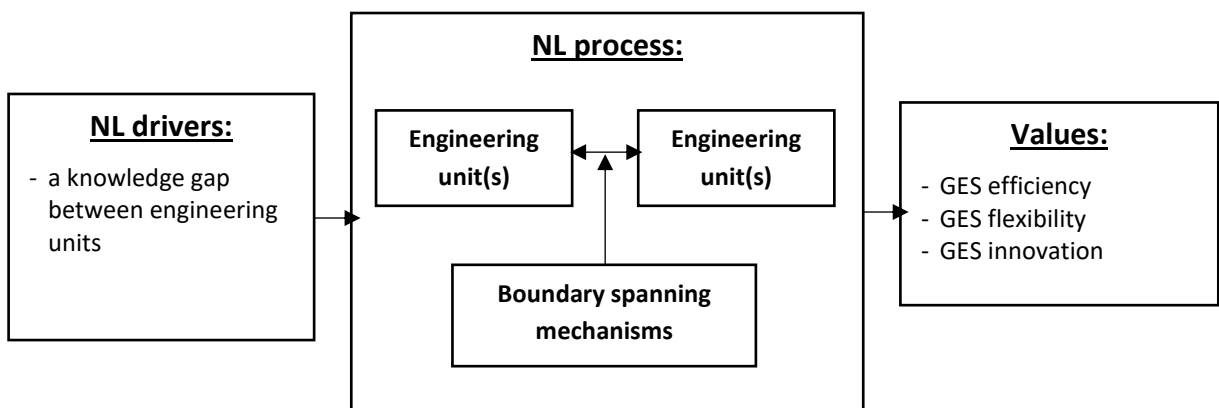 NL drivers:
- a knowledge gap
between engineering
units
NL process:
Engineering
unit(s)
Engineering
unit(s)
Boundary spanning
mechanisms
Values:
- GES efficiency
- GES flexibility
- GES innovation